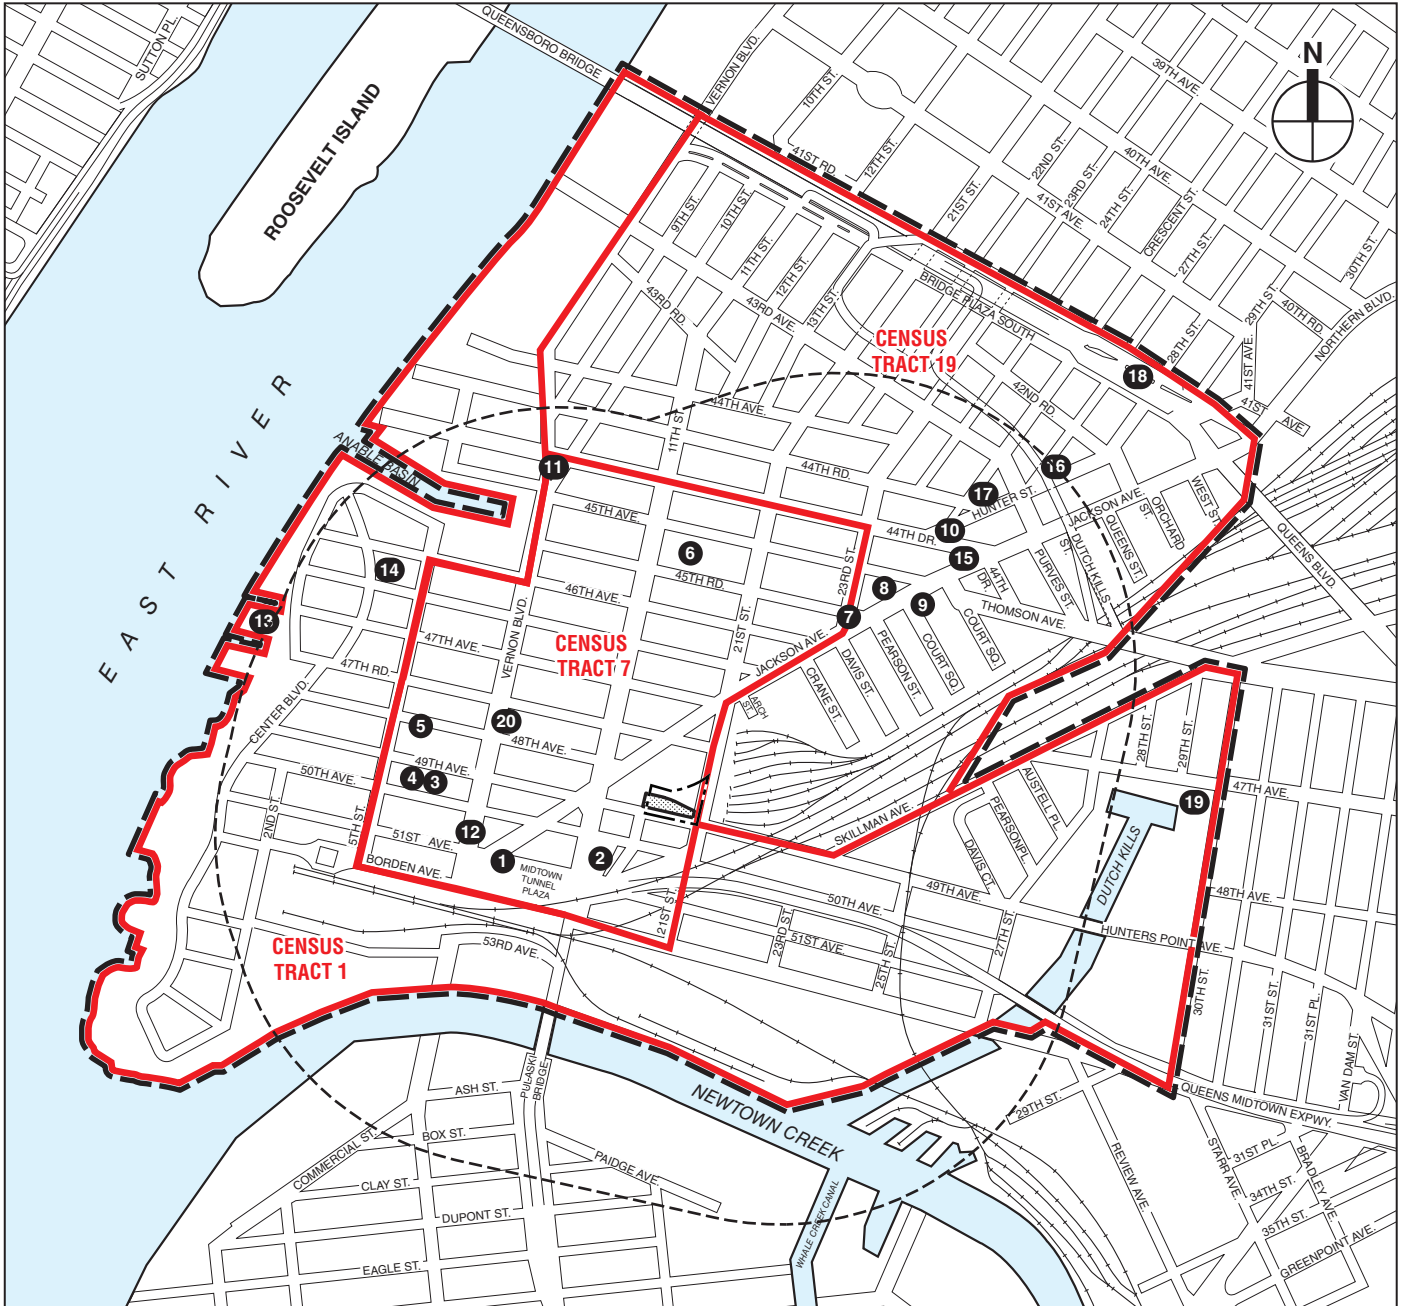 SUTTON PL.
QUEENSBORO BRIDGE
VERNON BLVD.
10TH ST.
39TH AVE.
N
ROOSEVELT ISLAND
41ST RD.
12TH ST.
22ND ST.
23RD ST.
40TH AVE.
24TH ST.
21ST ST.
41ST AVE.
CRESCENT ST.
27TH ST.
30TH ST.
9TH ST.
10TH ST.
11TH ST.
12TH ST.
13TH ST.
43RD RD.
43RD AVE.
BRIDGE PLAZA SOUTH
29TH ST.
40TH RD.
NORTHERN BLVD.
28TH ST.
41ST AVE.
41ST AVE
CENSUS
TRACT 19
18
42ND RD.
44TH AVE.
11TH ST.
44TH RD.
EAST RIVER
ANABLE BASIN
11
16
17
HUNTER ST.
JACKSON AVE.
QUEENS ST.
ORCHARD
ST.
WEST ST.
QUEENS BLVD.
45TH AVE.
44TH DR.
10
15
DUTCH KILLS
ST.
PURVES ST.
44TH
DR.
6
45TH RD.
23RD ST.
8
9
14
46TH AVE.
THOMSON AVE.
13
7
COURT SQ.
COURT SQ.
PEARSON ST.
DAVIS ST.
CRANE ST.
JACKSON AVE.
21ST ST.
47TH AVE.
VERNON BLVD.
CENSUS
TRACT 7
47TH RD.
CENTER BLVD.
ARCH
ST.
5
20
48TH AVE.
28TH ST.
29TH ST.
49TH AVE.
4
3
50TH AVE.
2ND ST.
5TH ST.
12
51ST AVE.
BORDEN AVE.
1
2
MIDTOWN
TUNNEL
PLAZA
SKILLMAN AVE.
AUSTELL PL.
PEARSONPL.
DAVIS CT.
19
47TH AVE.
DUTCH KILLS
48TH AVE.
49TH AVE.
50TH AVE.
21ST ST.
23RD ST.
51ST AVE.
25TH ST.
27TH ST.
HUNTERS POINT AVE.
CENSUS
TRACT 1
53RD AVE.
30TH ST.
31ST ST.
31ST PL.
VAN DAM ST.
PULASKI
BRIDGE
NEWTOWN CREEK
QUEENS MIDTOWN EXPWY.
29TH ST.
ASH ST.
BOX ST.
COMMERCIAL ST.
CLAY ST.
DUPONT ST.
EAGLE ST.
PAIDGE AVE.
WHALE CREEK CANAL
REVIEW AVE.
STARR AVE.
31ST PL.
BRADLEY AVE.
34TH ST.
35TH ST.
GREENPOINT AVE.